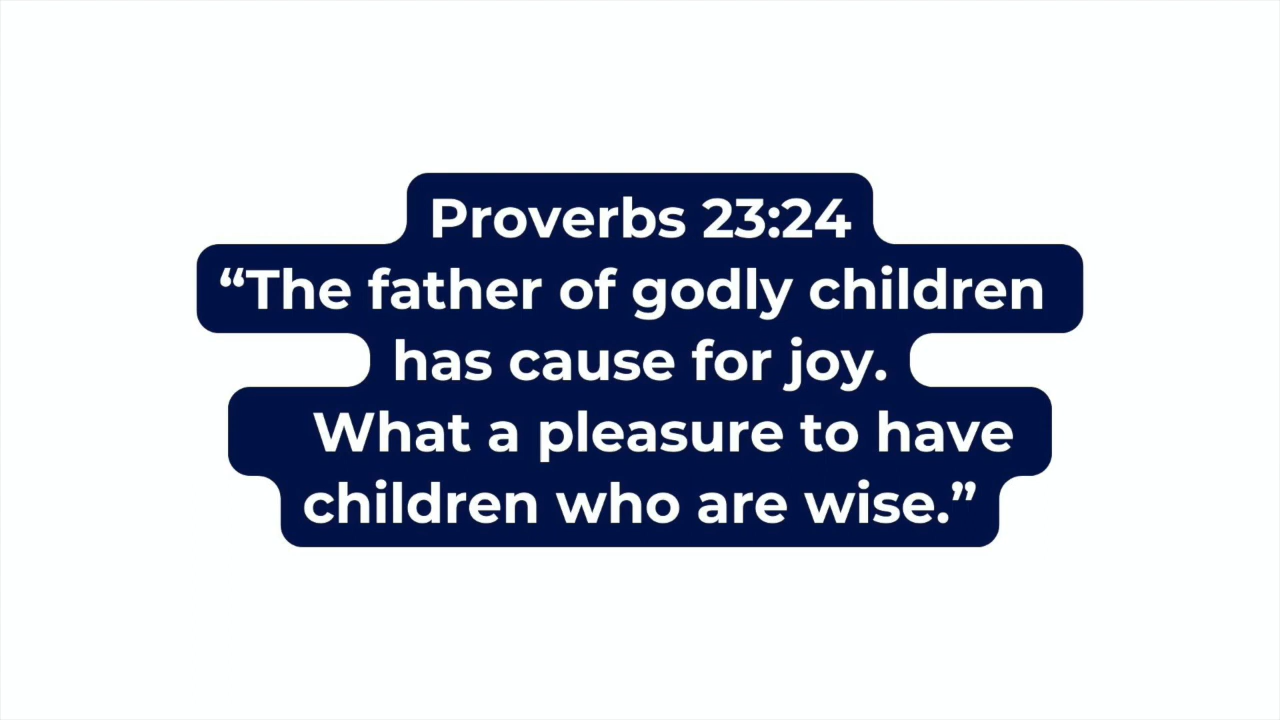 Proverbs 23:24
“The father of godly children
has cause for joy.
What a pleasure to have
children who are wise.”